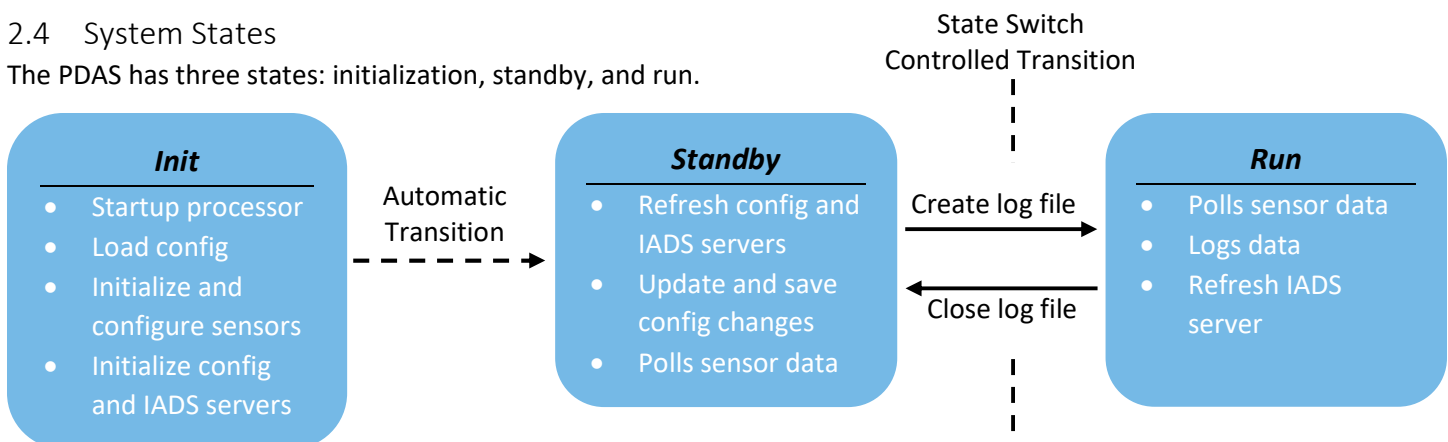 2.4 System States
The PDAS has three states: initialization, standby, and run.
State Switch
Controlled Transition
Init
• Startup processor
• Load config
• Initialize and
configure sensors
• Initialize config
and IADS servers
Automatic
Transition
Standby
• Refresh config and
IADS servers
• Update and save
config changes
• Polls sensor data
Create log file
Close log file
Run
• Polls sensor data
• Logs data
• Refresh IADS
server